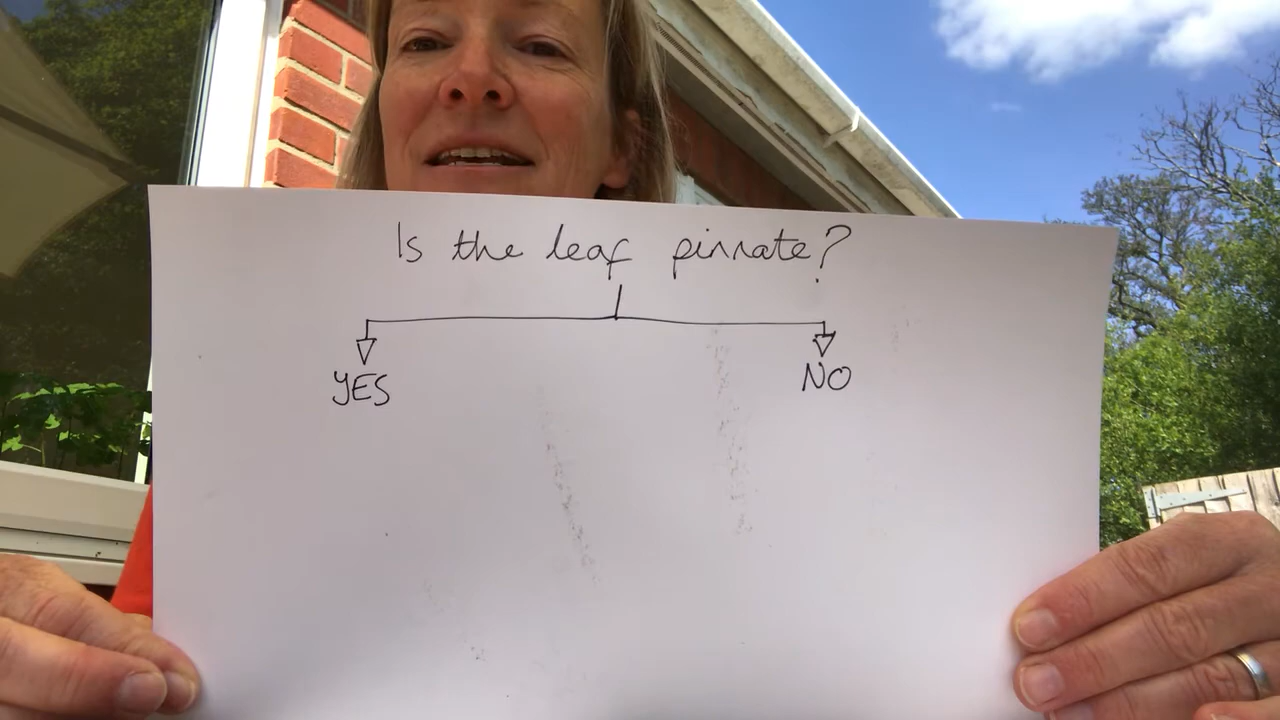 Is the leaf pinnate?
YES
NO